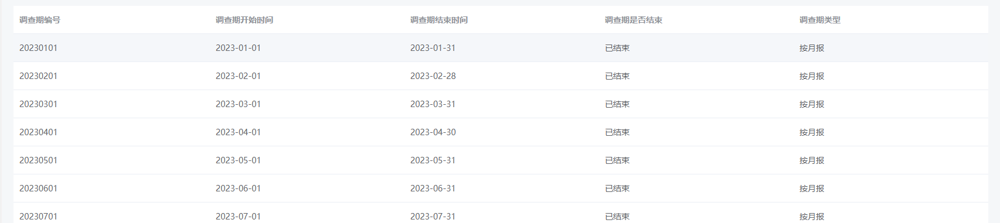 调查期编号 调查期开始时间 调查期结束时间 调查期是否结束 调查期类型
20230101 2023-01-01 2023-01-31 已结束 按月报
20230201 2023-02-01 2023-02-28 已结束 按月报
20230301 2023-03-01 2023-03-31 已结束 按月报
20230401 2023-04-01 2023-04-30 已结束 按月报
20230501 2023-05-01 2023-05-31 已结束 按月报
20230601 2023-06-01 2023-06-31 已结束 按月报
20230701 2023-07-01 2023-07-31 已结束 按月报